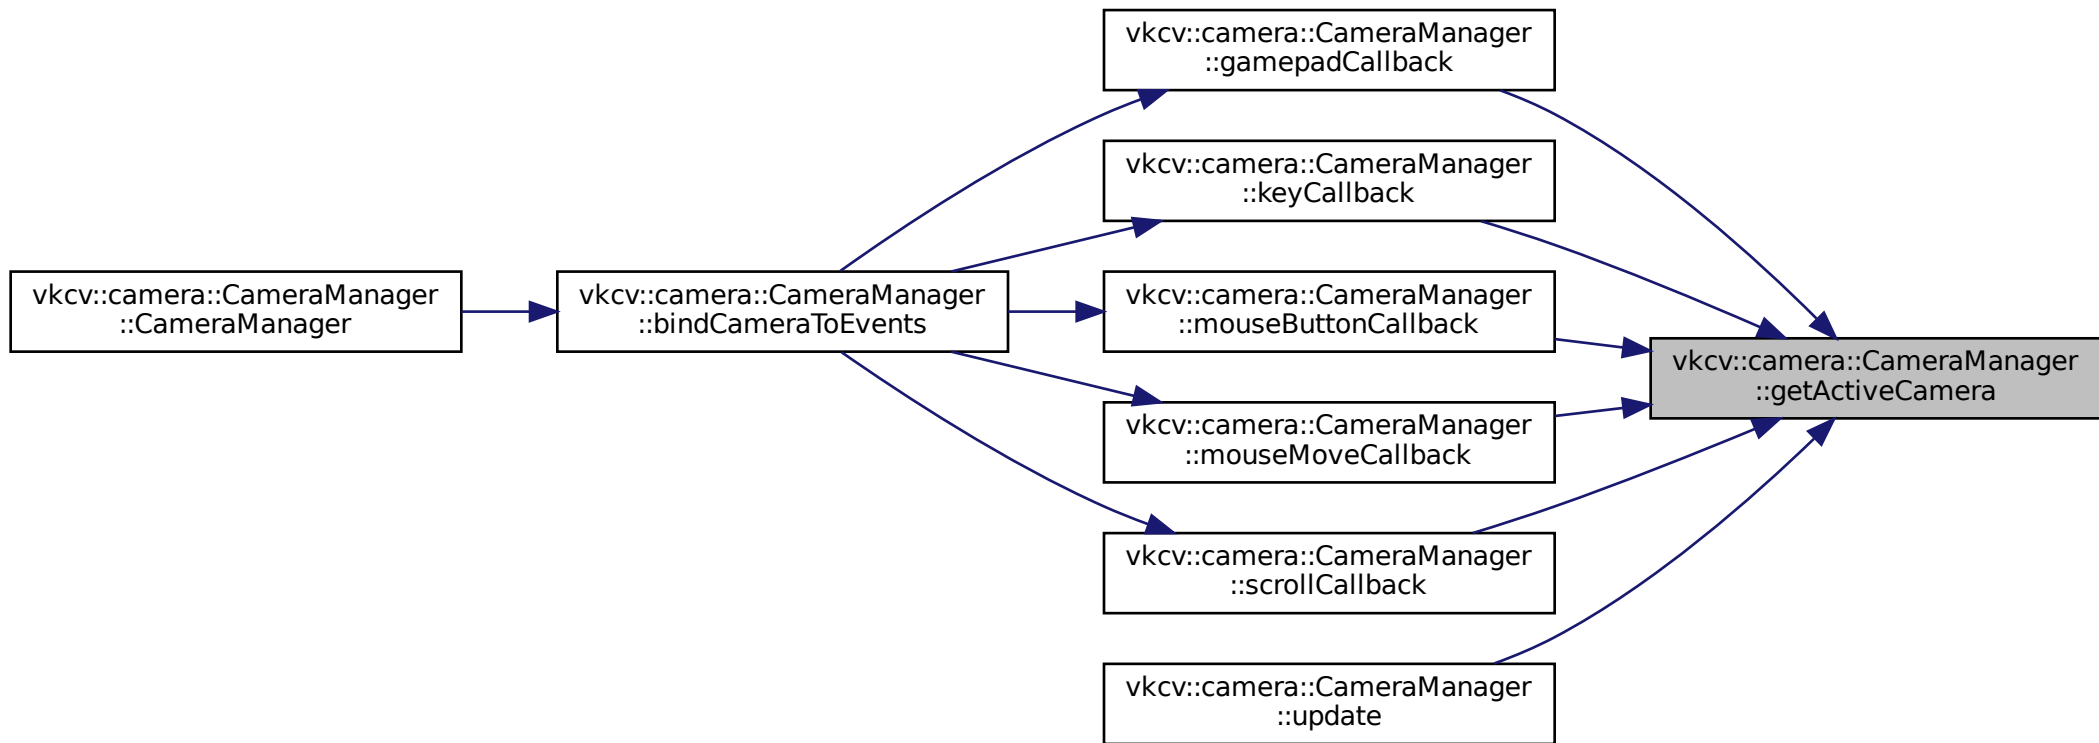 vkcv::camera::CameraManager
::gamepadCallback
vkcv::camera::CameraManager
::keyCallback
vkcv::camera::CameraManager
::CameraManager
vkcv::camera::CameraManager
::bindCameraToEvents
vkcv::camera::CameraManager
::mouseButtonCallback
vkcv::camera::CameraManager
::getActiveCamera
vkcv::camera::CameraManager
::mouseMoveCallback
vkcv::camera::CameraManager
::scrollCallback
vkcv::camera::CameraManager
::update